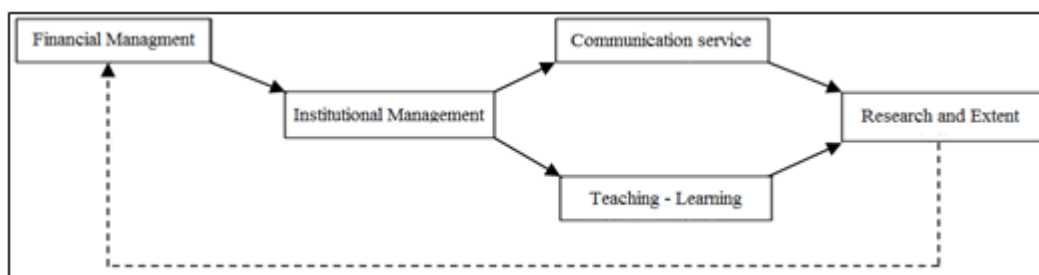 Financial Managment
Communication service
Institutional Management
Research and Extent
Teaching - Learning